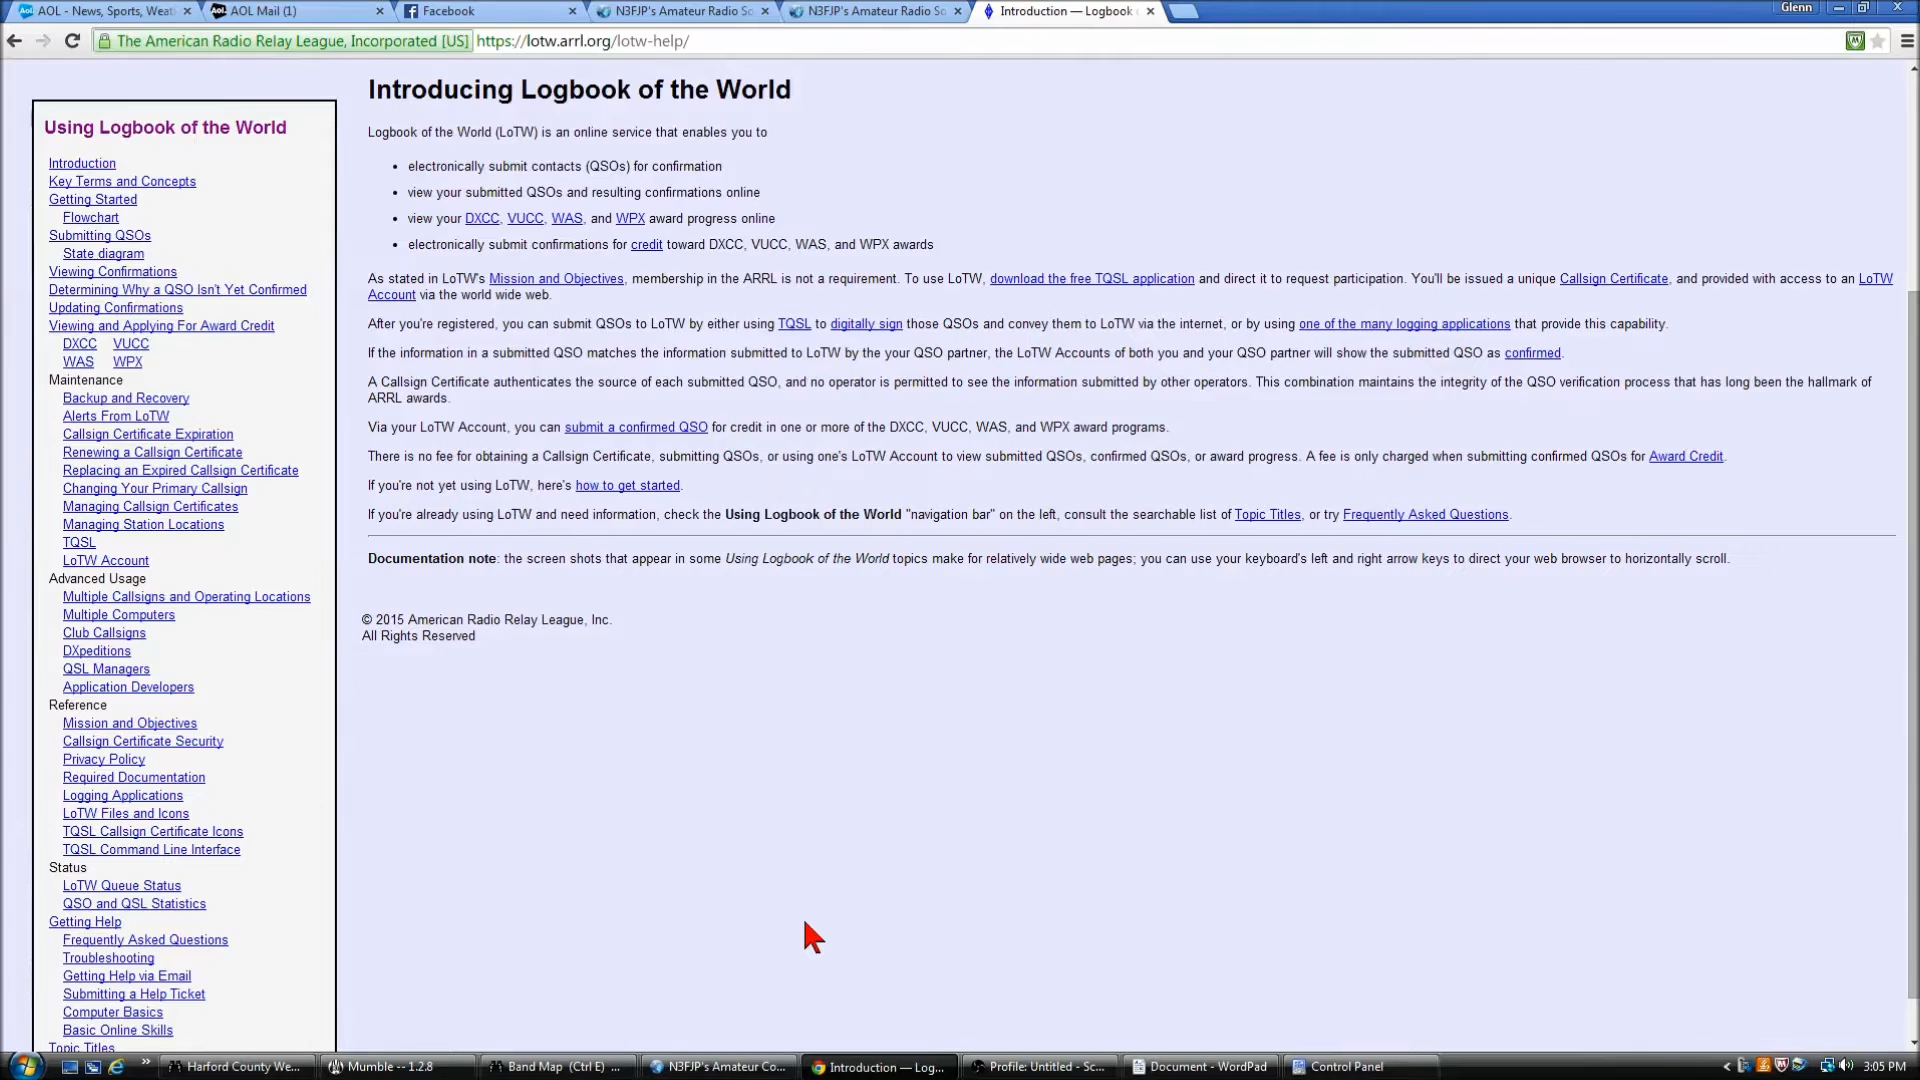 AOL - News, Sports, Weat
AOL Mail (1)
Facebook
N3FJP's Amateur Radio So
N3FJP's Amateur Radio So
Introduction — Logbook
Glenn
The American Radio Relay League, Incorporated [US]
https://lotw.arrl.org/lotw-help/
Using Logbook of the World
Introduction
Key Terms and Concepts
Getting Started
Flowchart
Submitting QSOs
State diagram
Viewing Confirmations
Determining Why a QSO Isn't Yet Confirmed
Updating Confirmations
Viewing and Applying For Award Credit
DXCC VUCC
WAS WPX
Maintenance
Backup and Recovery
Alerts From LoTW
Callsign Certificate Expiration
Renewing a Callsign Certificate
Replacing an Expired Callsign Certificate
Changing Your Primary Callsign
Managing Callsign Certificates
Managing Station Locations
TQSL
LoTW Account
Advanced Usage
Multiple Callsigns and Operating Locations
Multiple Computers
Club Callsigns
DXpeditions
QSL Managers
Application Developers
Reference
Mission and Objectives
Callsign Certificate Security
Privacy Policy
Required Documentation
Logging Applications
LoTW Files and Icons
TQSL Callsign Certificate Icons
TQSL Command Line Interface
Status
LoTW Queue Status
QSO and QSL Statistics
Getting Help
Frequently Asked Questions
Troubleshooting
Getting Help via Email
Submitting a Help Ticket
Computer Basics
Basic Online Skills
Topic Titles
Introducing Logbook of the World
Logbook of the World (LoTW) is an online service that enables you to
• electronically submit contacts (QSOs) for confirmation
• view your submitted QSOs and resulting confirmations online
• view your DXCC, VUCC, WAS, and WPX award progress online
• electronically submit confirmations for credit toward DXCC, VUCC, WAS, and WPX awards
As stated in LoTW's Mission and Objectives, membership in the ARRL is not a requirement. To use LoTW, download the free TQSL application and direct it to request participation. You'll be issued a unique Callsign Certificate, and provided with access to an LoTW
Account via the world wide web.
After you're registered, you can submit QSOs to LoTW by either using TQSL to digitally sign those QSOs and convey them to LoTW via the internet, or by using one of the many logging applications that provide this capability.
If the information in a submitted QSO matches the information submitted to LoTW by the your QSO partner, the LoTW Accounts of both you and your QSO partner will show the submitted QSO as confirmed.
A Callsign Certificate authenticates the source of each submitted QSO, and no operator is permitted to see the information submitted by other operators. This combination maintains the integrity of the QSO verification process that has long been the hallmark of
ARRL awards.
Via your LoTW Account, you can submit a confirmed QSO for credit in one or more of the DXCC, VUCC, WAS, and WPX award programs.
There is no fee for obtaining a Callsign Certificate, submitting QSOs, or using one's LoTW Account to view submitted QSOs, confirmed QSOs, or award progress. A fee is only charged when submitting confirmed QSOs for Award Credit.
If you're not yet using LoTW, here's how to get started.
If you're already using LoTW and need information, check the Using Logbook of the World "navigation bar" on the left, consult the searchable list of Topic Titles, or try Frequently Asked Questions.
Documentation note: the screen shots that appear in some Using Logbook of the World topics make for relatively wide web pages; you can use your keyboard's left and right arrow keys to direct your web browser to horizontally scroll.
© 2015 American Radio Relay League, Inc.
All Rights Reserved
Harford County We...
Mumble -- 1.2.8
Band Map (Ctrl E) ...
N3FJP's Amateur Co...
Introduction — Log...
Profile: Untitled - Sc...
Document - WordPad
Control Panel
3:05 PM